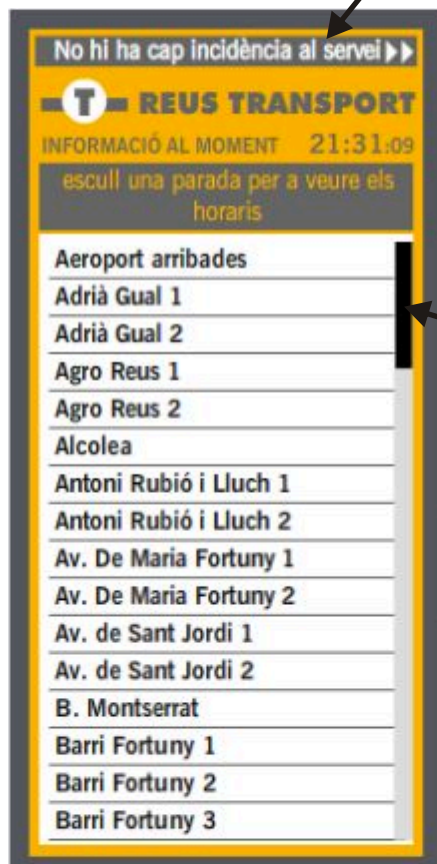 No hi ha cap incidència al servei
T REUS TRANSPORT
INFORMACIÓ AL MOMENT 21:31:09
escull una parada per a veure els
horaris
Aeroport arribades
Adrià Gual 1
Adrià Gual 2
Agro Reus 1
Agro Reus 2
Alcolea
Antoni Rubió i Lluch 1
Antoni Rubió i Lluch 2
Av. De Maria Fortuny 1
Av. De Maria Fortuny 2
Av. de Sant Jordi 1
Av. de Sant Jordi 2
B. Montserrat
Barri Fortuny 1
Barri Fortuny 2
Barri Fortuny 3